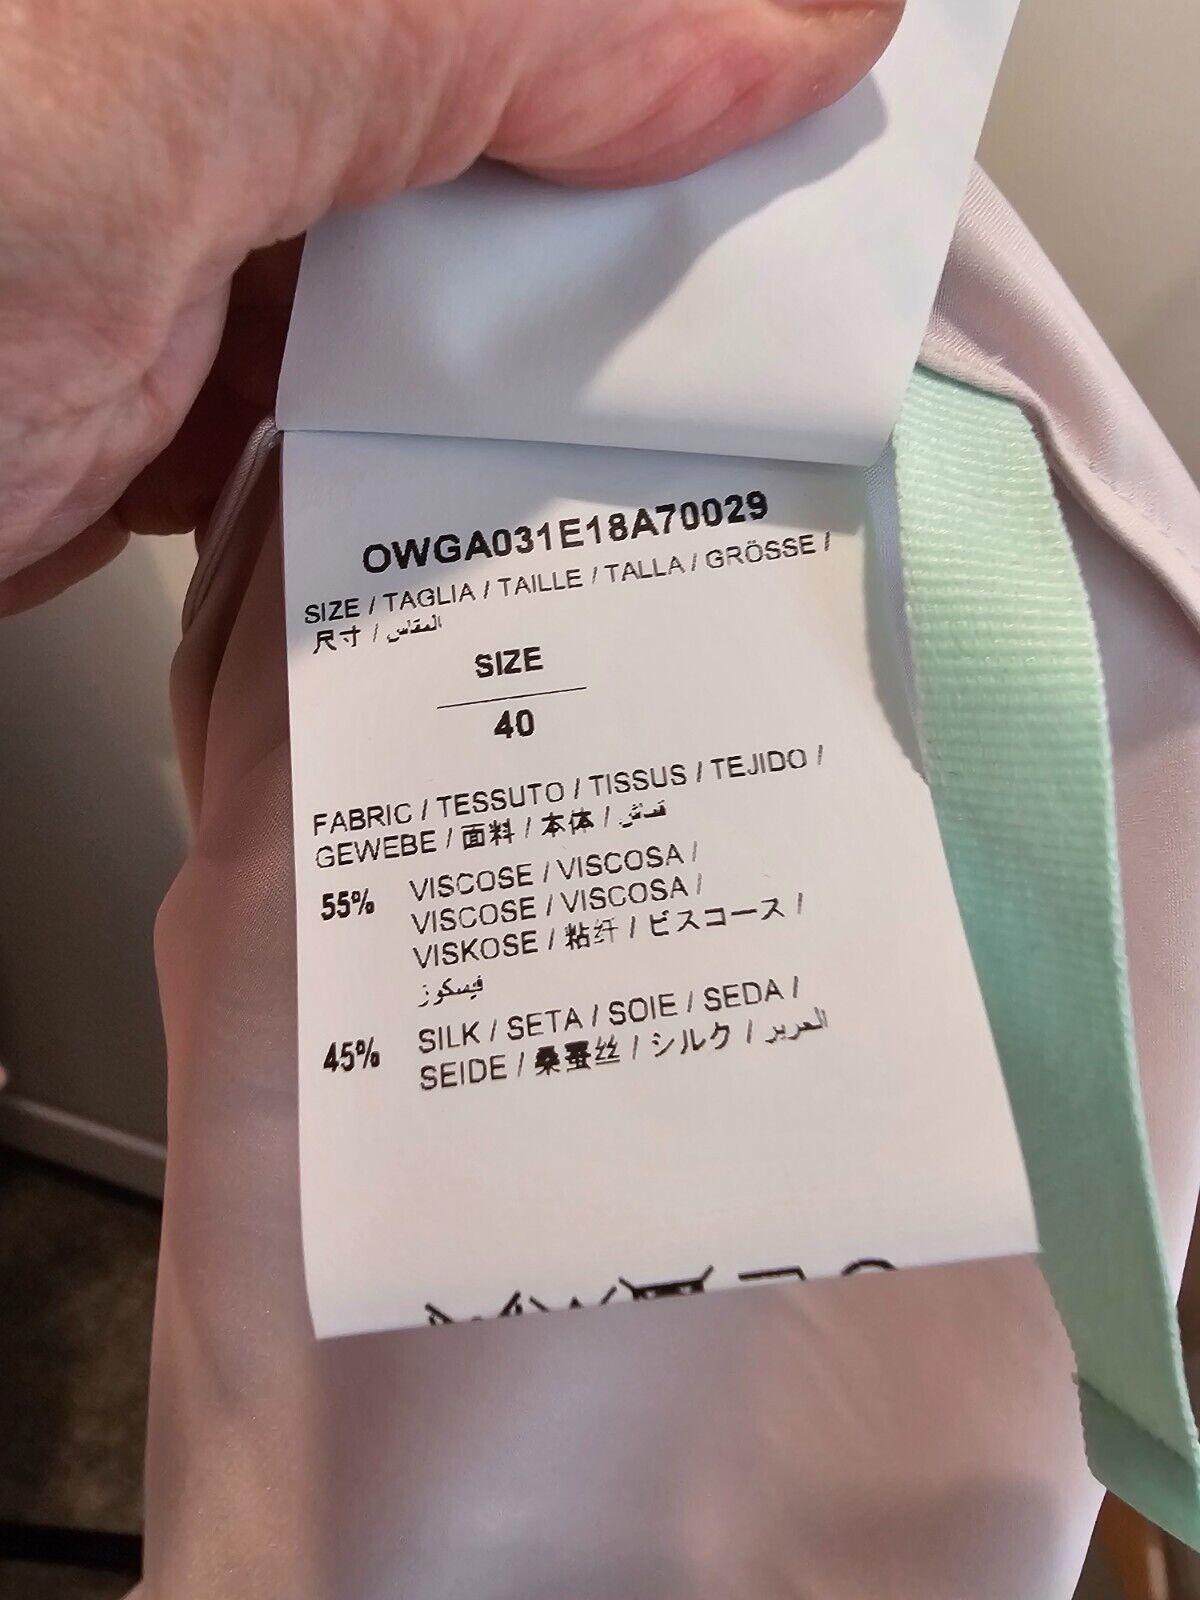 OWGA031E18A70029
SIZE / TAGLIA / TAILLE / TALLA / GRÖSSE /
尺寸 / المقاس
SIZE
40
FABRIC / TESSUTO / TISSUS / TEJIDO /
GEWEBE / 面料 / 本体 / قماش
55% VISCOSE / VISCOSA /
VISCOSE / VISCOSA /
VISKOSE / 粘纤 / ビスコース /
فيسكوز
45% SILK / SETA / SOIE / SEDA /
SEIDE / 桑蚕丝 / シルク / الحرير